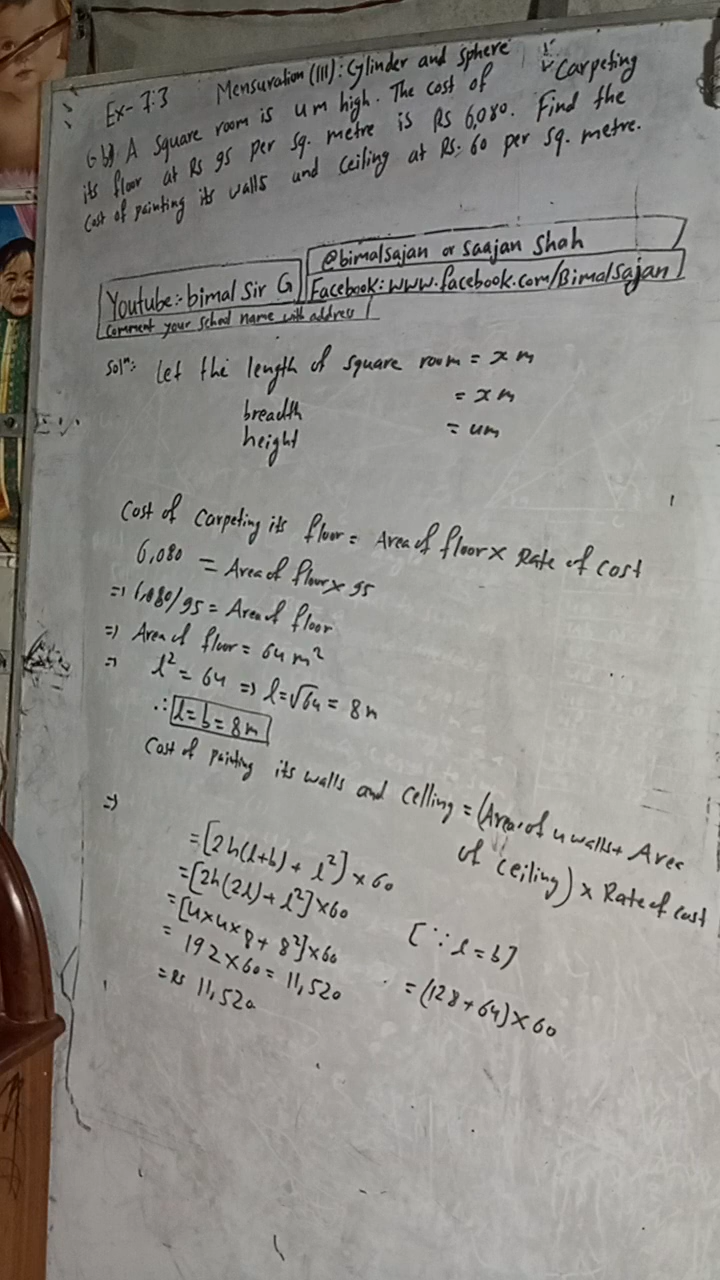 Ex- 7.3 Mensuration (III): Cylinder and Sphere
6 b) A square room is 4m high. The cost of Carpeting
its floor at Rs 95 per sq. metre is Rs 6,080. Find the
cost of painting its walls and Ceiling at Rs. 60 per sq. metre.
@bimalsajan or Saajan Shah
Youtube:- bimal Sir G
Facebook: www.facebook.com/Bimalsajan
Comment your school name with address
Solⁿ: Let the length of square room = x m
breadth = x m
height = 4m
Cost of Carpeting its floor = Area of floor x Rate of cost
6,080 = Area of floor x 95
=> 6,080/95 = Area of floor
=> Area of floor = 64 m²
=> l² = 64 => l = √64 = 8m
∴ l = b = 8m
Cost of painting its walls and Celling = (Area of 4 walls + Area
of Ceiling) x Rate of cost
=>
= [2h(l+b) + l²] x 60
= [2h(2l) + l²] x 60 [∵ l = b]
= [4x4x8 + 8²] x 60 = (128 + 64) x 60
= 192 x 60 = 11,520
= Rs 11,520